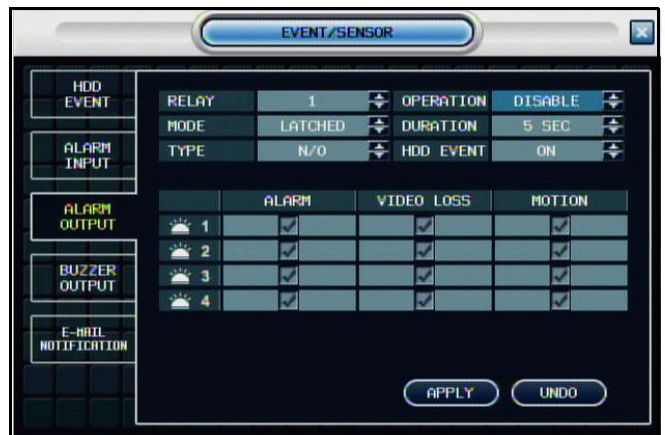 EVENT/SENSOR
HDD
EVENT
ALARM
INPUT
ALARM
OUTPUT
BUZZER
OUTPUT
E-MAIL
NOTIFICATION
RELAY 1 OPERATION DISABLE
MODE LATCHED DURATION 5 SEC
TYPE N/O HDD EVENT ON
ALARM VIDEO LOSS MOTION
1
2
3
4
APPLY UNDO